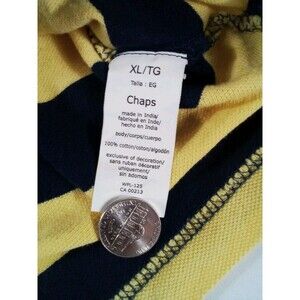 XL/TG
Talla : EG
Chaps
made in India/
fabriqué en Inde/
hecho en India
body/corps/cuerpo
100% cotton/coton/algodón
exclusive of decoration/
sans ruban décoratif
uniquement/
sin adornos
WPL-125
CA 00213